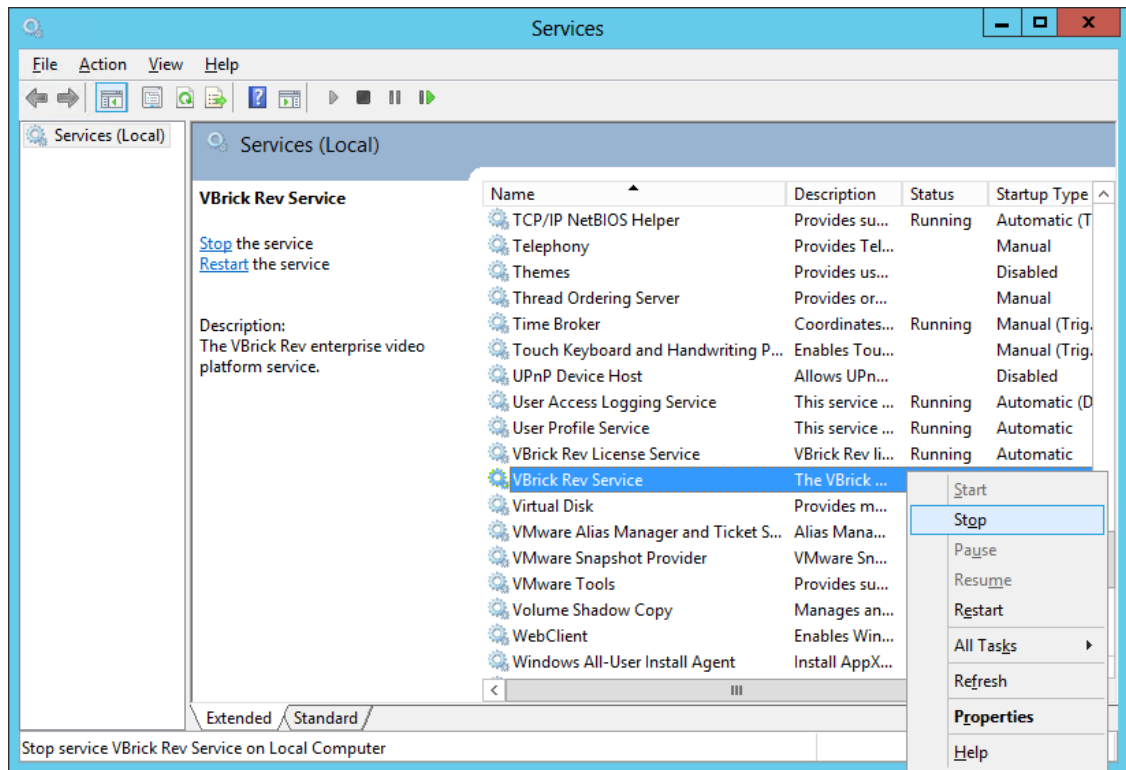 Services
File Action View Help
Services (Local)
Services (Local)
VBrick Rev Service
Stop the service
Restart the service
Description:
The VBrick Rev enterprise video
platform service.
Name Description Status Startup Type
TCP/IP NetBIOS Helper Provides su... Running Automatic (T
Telephony Provides Tel... Manual
Themes Provides us... Disabled
Thread Ordering Server Provides or... Manual
Time Broker Coordinates... Running Manual (Trig.
Touch Keyboard and Handwriting P... Enables Tou... Manual (Trig.
UPnP Device Host Allows UPn... Disabled
User Access Logging Service This service ... Running Automatic (D
User Profile Service This service ... Running Automatic
VBrick Rev License Service VBrick Rev li... Running Automatic
VBrick Rev Service The VBrick ...
Virtual Disk Provides m...
VMware Alias Manager and Ticket S... Alias Mana...
VMware Snapshot Provider VMware Sn...
VMware Tools Provides su...
Volume Shadow Copy Manages an...
WebClient Enables Win...
Windows All-User Install Agent Install AppX...
Start
Stop
Pause
Resume
Restart
All Tasks
Refresh
Properties
Help
Extended Standard
Stop service VBrick Rev Service on Local Computer